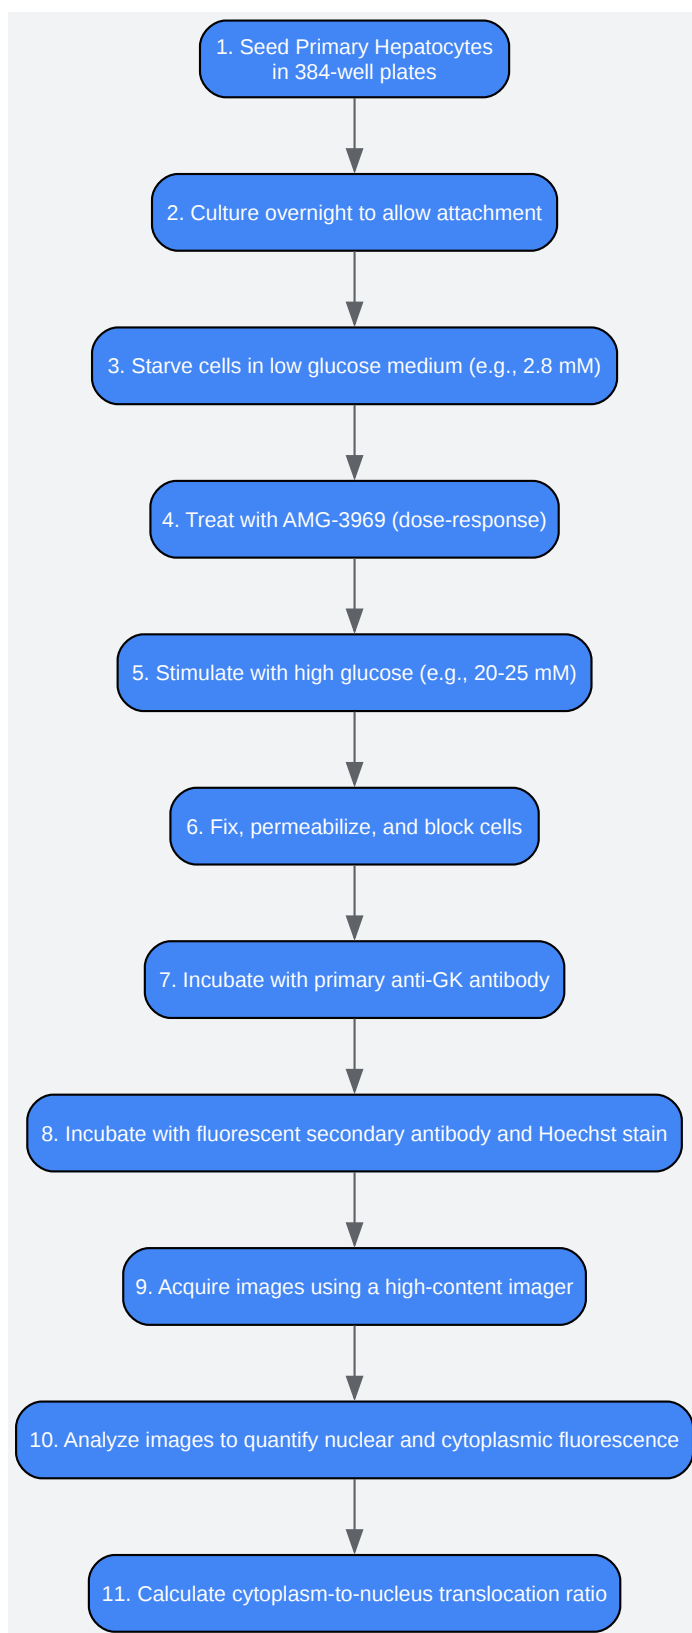 1. Seed Primary Hepatocytes
in 384-well plates
2. Culture overnight to allow attachment
3. Starve cells in low glucose medium (e.g., 2.8 mM)
4. Treat with AMG-3969 (dose-response)
5. Stimulate with high glucose (e.g., 20-25 mM)
6. Fix, permeabilize, and block cells
7. Incubate with primary anti-GK antibody
8. Incubate with fluorescent secondary antibody and Hoechst stain
9. Acquire images using a high-content imager
10. Analyze images to quantify nuclear and cytoplasmic fluorescence
11. Calculate cytoplasm-to-nucleus translocation ratio